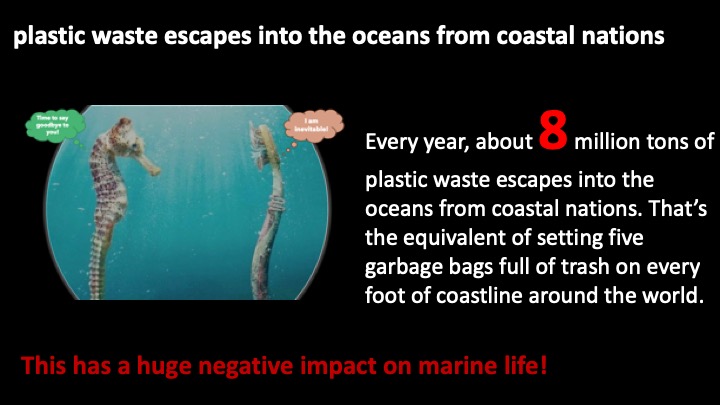 plastic waste escapes into the oceans from coastal nations
Time to say
goodbye to
you!
I am
inevitable!
Every year, about 8 million tons of
plastic waste escapes into the
oceans from coastal nations. That’s
the equivalent of setting five
garbage bags full of trash on every
foot of coastline around the world.
This has a huge negative impact on marine life!